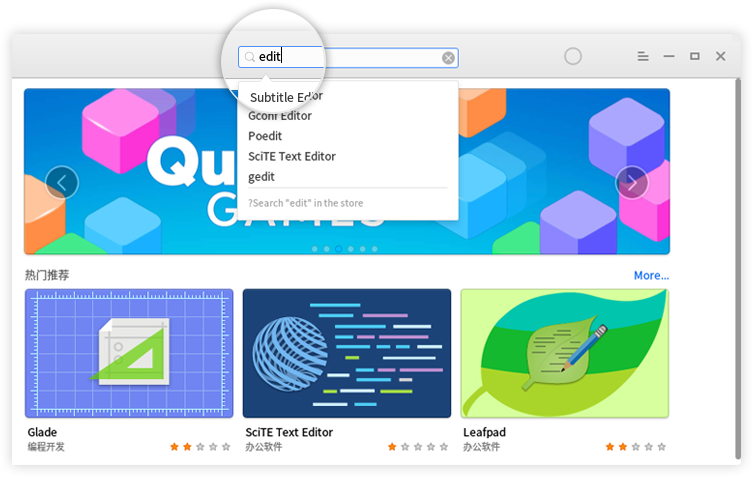 edit
Subtitle Editor
Gconf Editor
Poedit
SciTE Text Editor
gedit
?Search "edit" in the store
Qu
GAMES
热门推荐
More...
Glade
编程开发
SciTE Text Editor
办公软件
Leafpad
办公软件